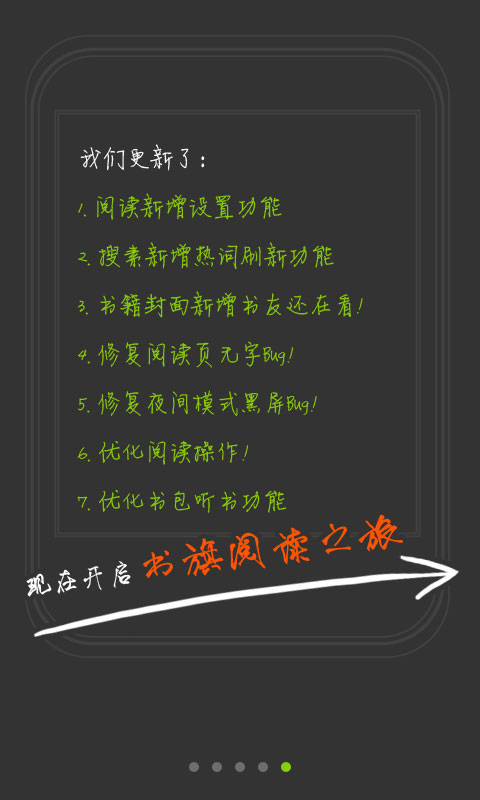 我们更新了：
1. 阅读新增设置功能
2. 搜素新增热词刷新功能
3. 书籍封面新增书友还在看！
4. 修复阅读页无字Bug！
5. 修复夜间模式黑屏Bug！
6. 优化阅读操作！
7. 优化书包听书功能
现在开启 书旗阅读之旅